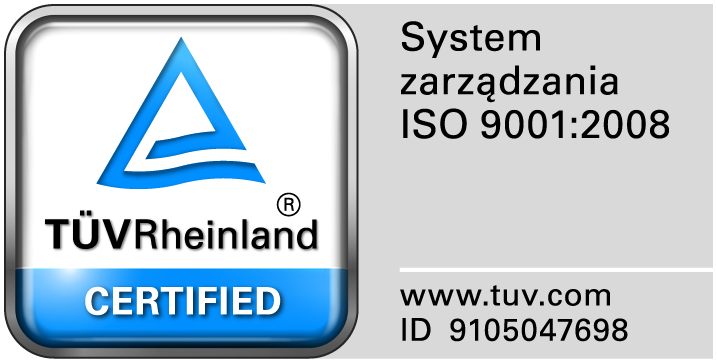 TÜVRheinland®
CERTIFIED
System
zarządzania
ISO 9001:2008
www.tuv.com
ID 9105047698